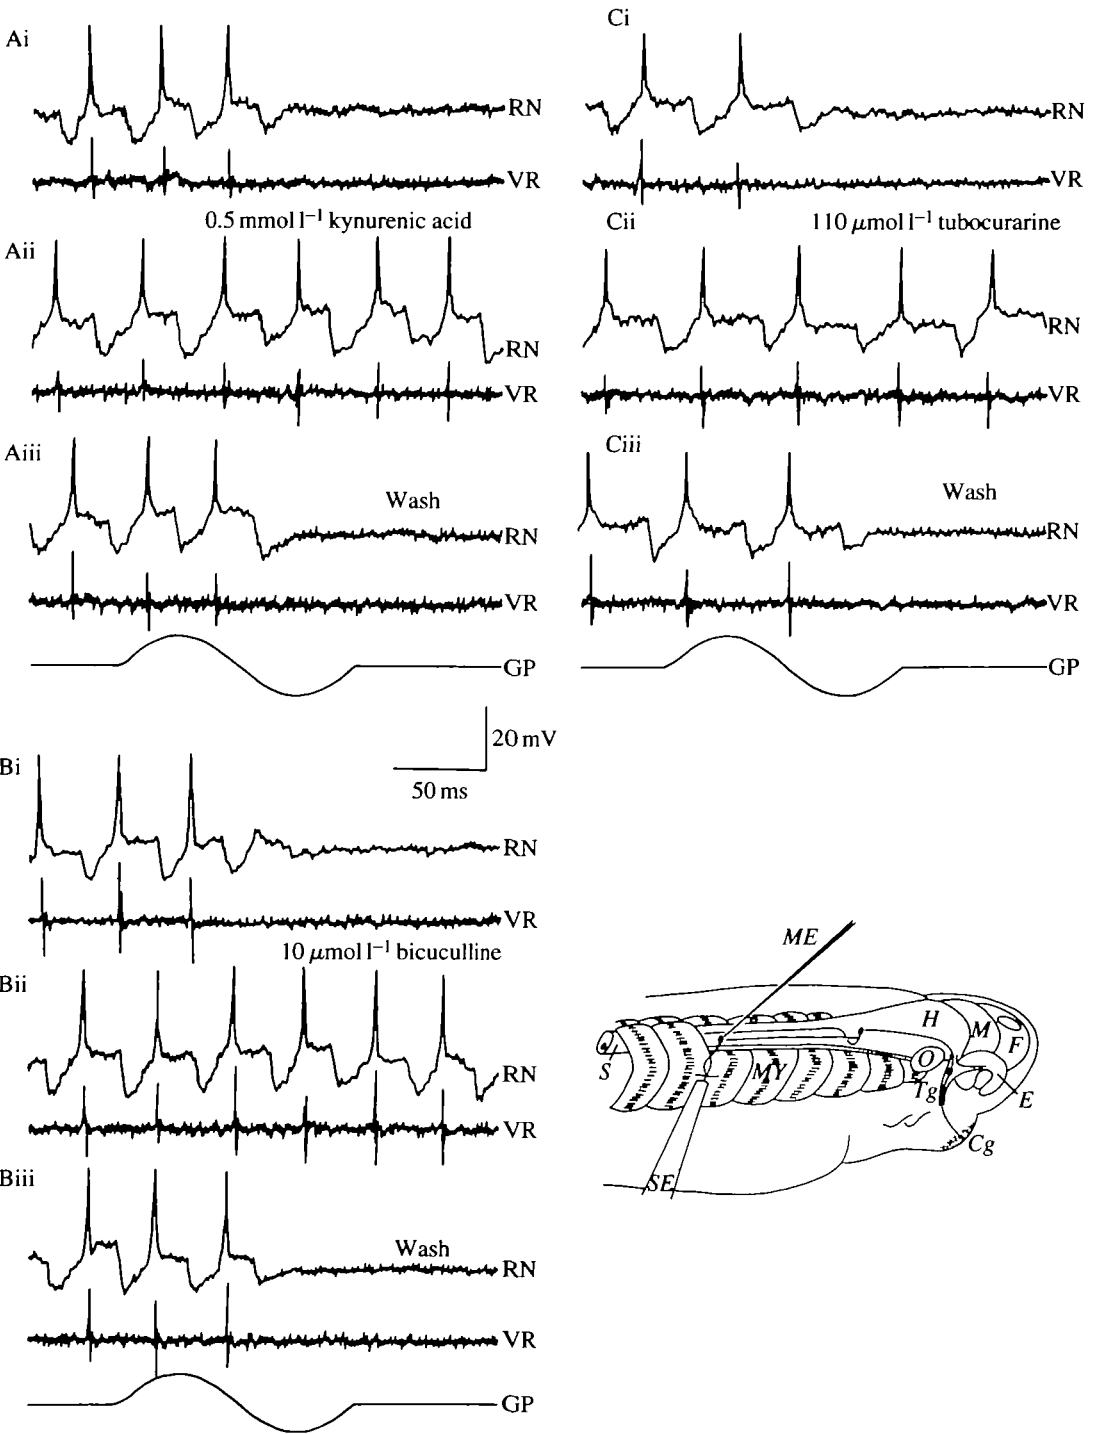 Ai
RN
VR
0.5 mmol l⁻¹ kynurenic acid
Aii
RN
VR
Aiii
Wash
RN
VR
GP
20 mV
50 ms
Bi
RN
VR
10 μmol l⁻¹ bicuculline
Bii
RN
VR
Biii
Wash
RN
VR
GP
Ci
RN
VR
Cii
110 μmol l⁻¹ tubocurarine
RN
VR
Ciii
Wash
RN
VR
GP
ME
H
M
F
S
MY
O
Tg
E
Cg
SE